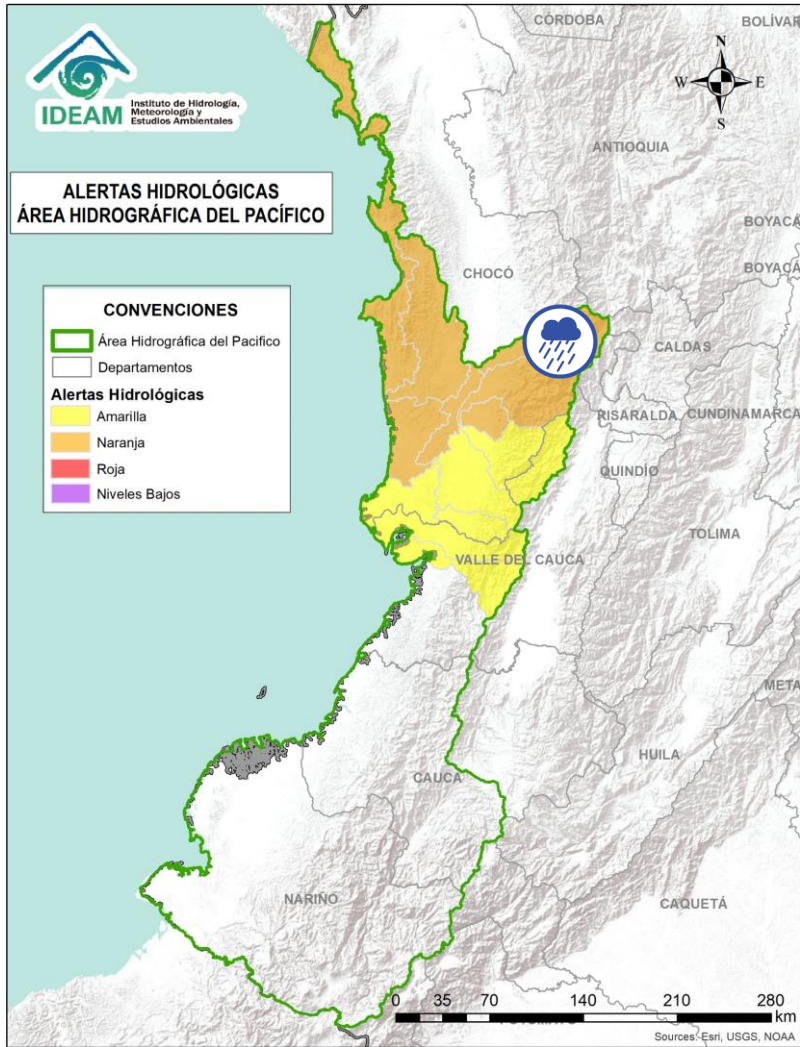 IDEAM
Instituto de Hidrología,
Meteorología y
Estudios Ambientales
ALERTAS HIDROLÓGICAS
ÁREA HIDROGRÁFICA DEL PACÍFICO
CONVENCIONES
Área Hidrográfica del Pacifico
Departamentos
Alertas Hidrológicas
Amarilla
Naranja
Roja
Niveles Bajos
CÓRDOBA
BOLÍVAR
N
W
E
S
ANTIOQUIA
BOYACÁ
CHOCÓ
BOYACÁ
CALDAS
RISARALDA
CUNDINAMARCA
QUINDÍO
TOLIMA
VALLE DEL CAUCA
META
HUILA
CAUCA
NARIÑO
CAQUETÁ
0 35 70 140 210 280
km
Sources: Esri, USGS, NOAA